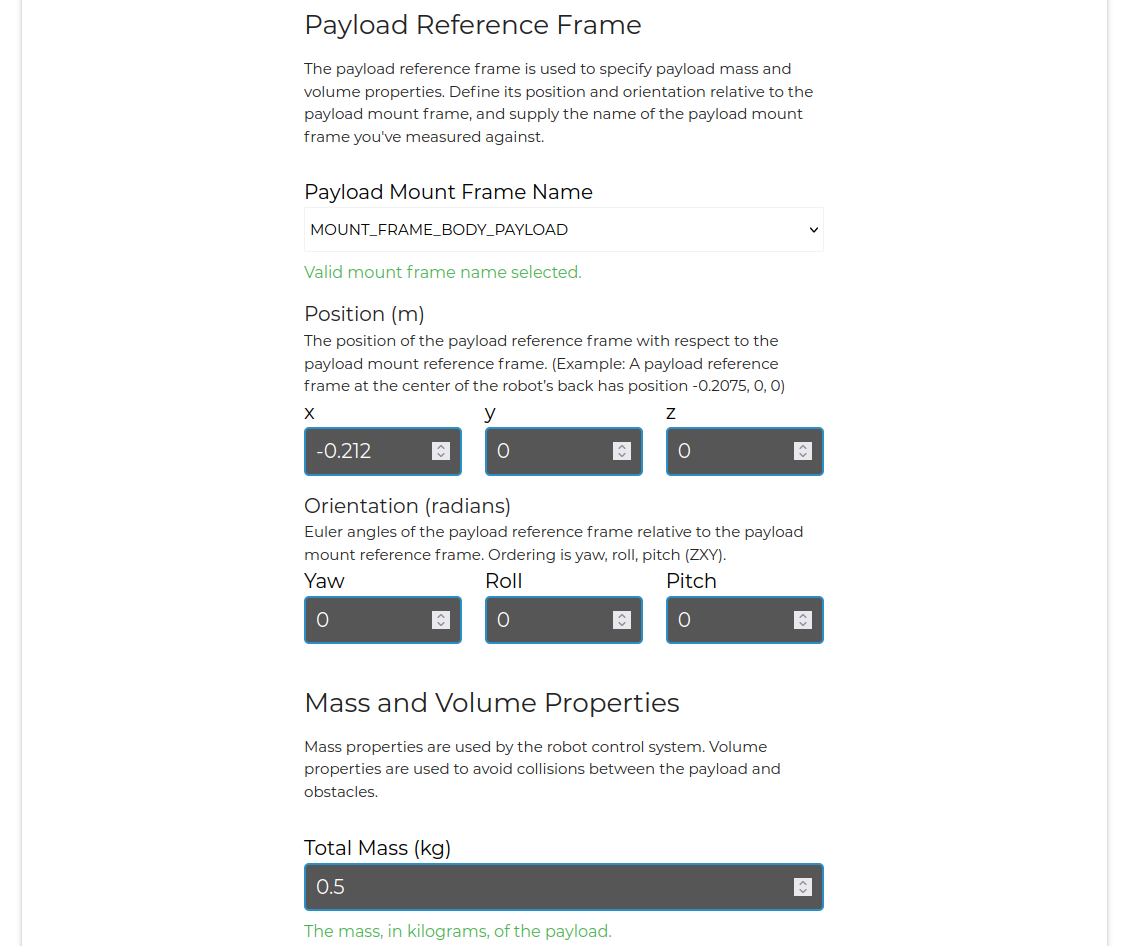 Payload Reference Frame
The payload reference frame is used to specify payload mass and
volume properties. Define its position and orientation relative to the
payload mount frame, and supply the name of the payload mount
frame you've measured against.
Payload Mount Frame Name
MOUNT_FRAME_BODY_PAYLOAD
Valid mount frame name selected.
Position (m)
The position of the payload reference frame with respect to the
payload mount reference frame. (Example: A payload reference
frame at the center of the robot's back has position -0.2075, 0, 0)
x y z
-0.212 0 0
Orientation (radians)
Euler angles of the payload reference frame relative to the payload
mount reference frame. Ordering is yaw, roll, pitch (ZXY).
Yaw Roll Pitch
0 0 0
Mass and Volume Properties
Mass properties are used by the robot control system. Volume
properties are used to avoid collisions between the payload and
obstacles.
Total Mass (kg)
0.5
The mass, in kilograms, of the payload.